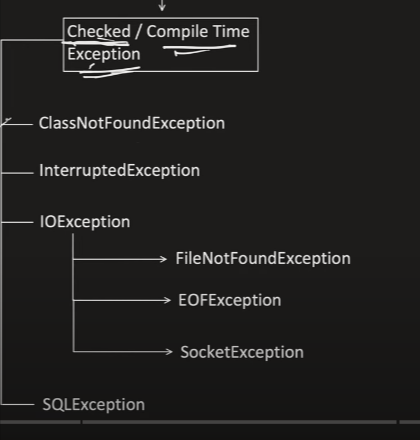 Checked / Compile Time
Exception
ClassNotFoundException
InterruptedException
IOException
FileNotFoundException
EOFException
SocketException
SQLException